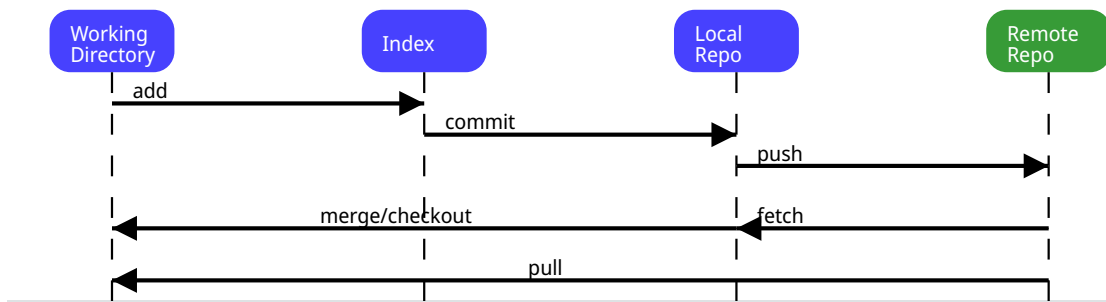 Working
Directory
Index
Local
Repo
Remote
Repo
add
commit
push
merge/checkout
fetch
pull